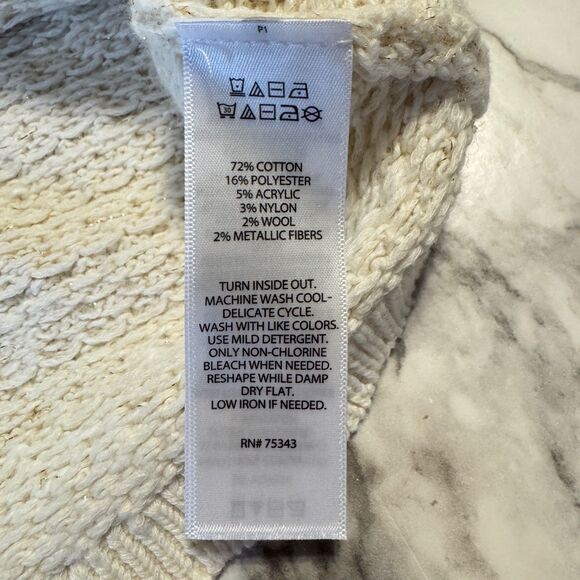 P1
30
72% COTTON
16% POLYESTER
5% ACRYLIC
3% NYLON
2% WOOL
2% METALLIC FIBERS
TURN INSIDE OUT.
MACHINE WASH COOL-
DELICATE CYCLE.
WASH WITH LIKE COLORS.
USE MILD DETERGENT.
ONLY NON-CHLORINE
BLEACH WHEN NEEDED.
RESHAPE WHILE DAMP
DRY FLAT.
LOW IRON IF NEEDED.
RN# 75343